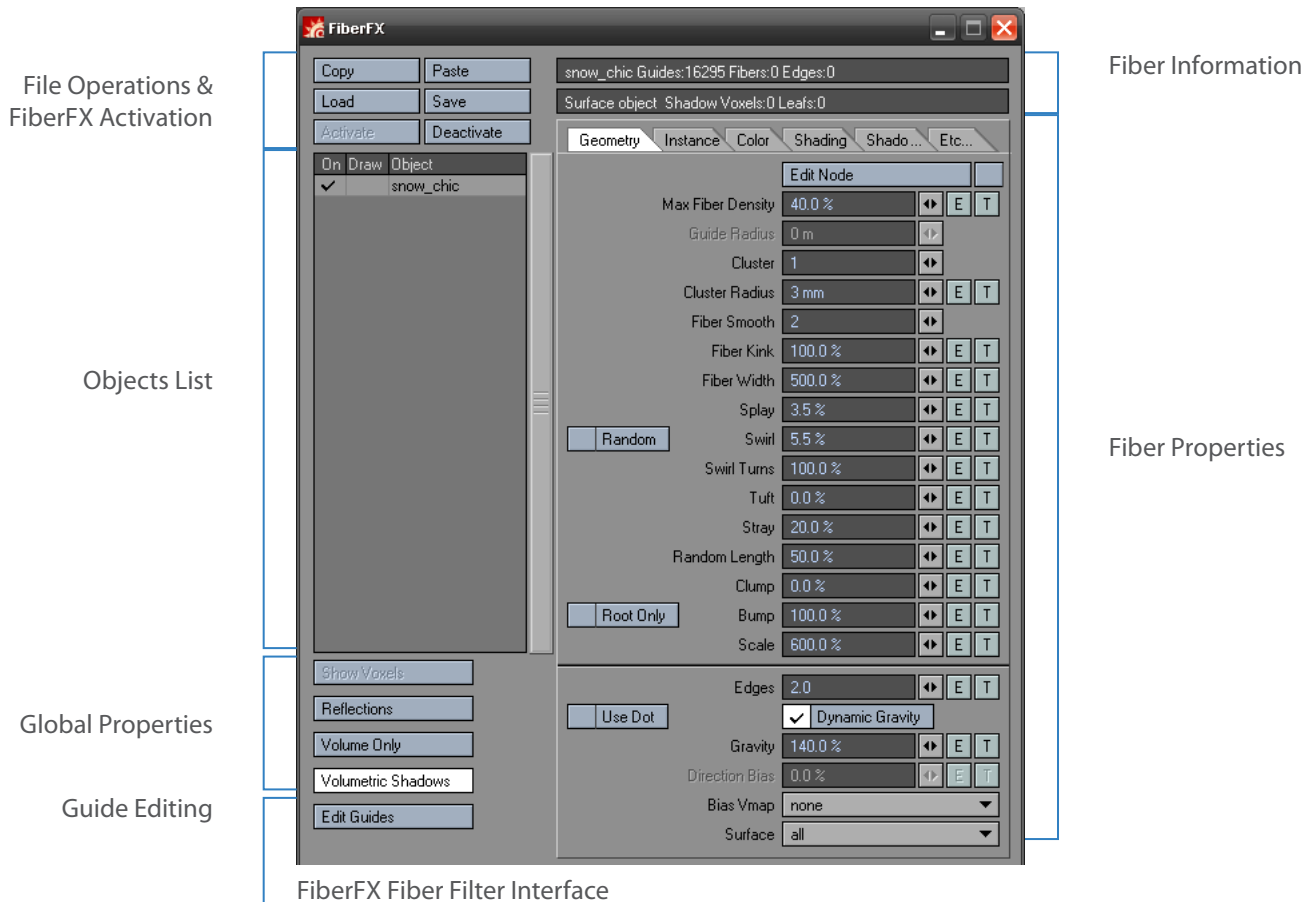 FiberFX
File Operations &
FiberFX Activation
Objects List
Global Properties
Guide Editing
Copy Paste
Load Save
Activate Deactivate
On Draw Object
snow_chic
Show Voxels
Reflections
Volume Only
Volumetric Shadows
Edit Guides
snow_chic Guides:16295 Fibers:0 Edges:0
Surface object Shadow Voxels:0 Leafs:0
Geometry Instance Color Shading Shado... Etc...
Edit Node
Max Fiber Density 40.0 % E T
Guide Radius 0 m
Cluster 1
Cluster Radius 3 mm E T
Fiber Smooth 2
Fiber Kink 100.0 % E T
Fiber Width 500.0 % E T
Splay 3.5 % E T
Random Swirl 5.5 % E T
Swirl Turns 100.0 % E T
Tuft 0.0 % E T
Stray 20.0 % E T
Random Length 50.0 % E T
Clump 0.0 % E T
Root Only Bump 100.0 % E T
Scale 600.0 % E T
Edges 2.0 E T
Use Dot Dynamic Gravity
Gravity 140.0 % E T
Direction Bias 0.0 % E T
Bias Vmap none
Surface all
Fiber Information
Fiber Properties
FiberFX Fiber Filter Interface